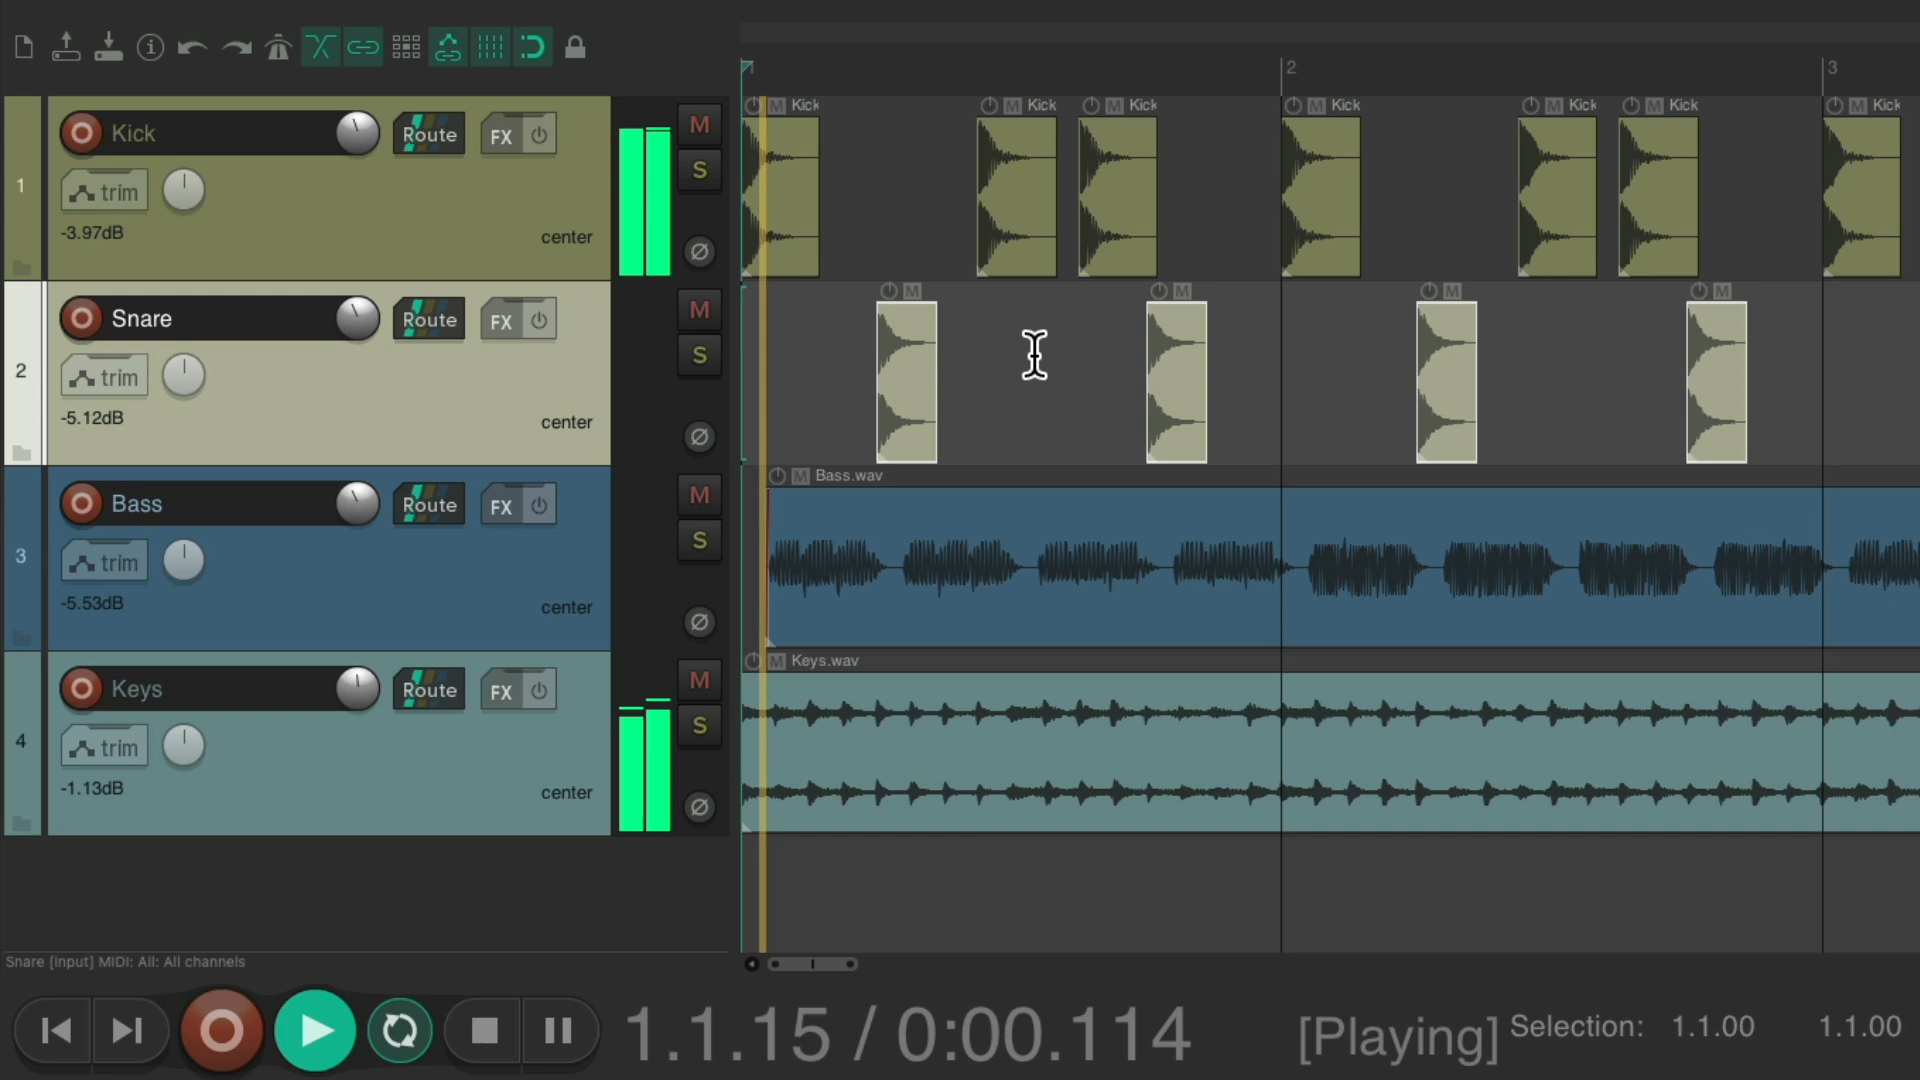 1 2 3
1 Kick Route FX M
trim S
-3.97dB center Ø
M Kick M Kick M Kick M Kick M Kick M Kick M Kick
2 Snare Route FX M
trim S
-5.12dB center Ø
M M M M
3 Bass Route FX M
trim S
-5.53dB center Ø
M Bass.wav
4 Keys Route FX M
trim S
-1.13dB center Ø
M Keys.wav
Snare [Input] MIDI: All: All channels
1.1.15 / 0:00.114 [Playing] Selection: 1.1.00 1.1.00